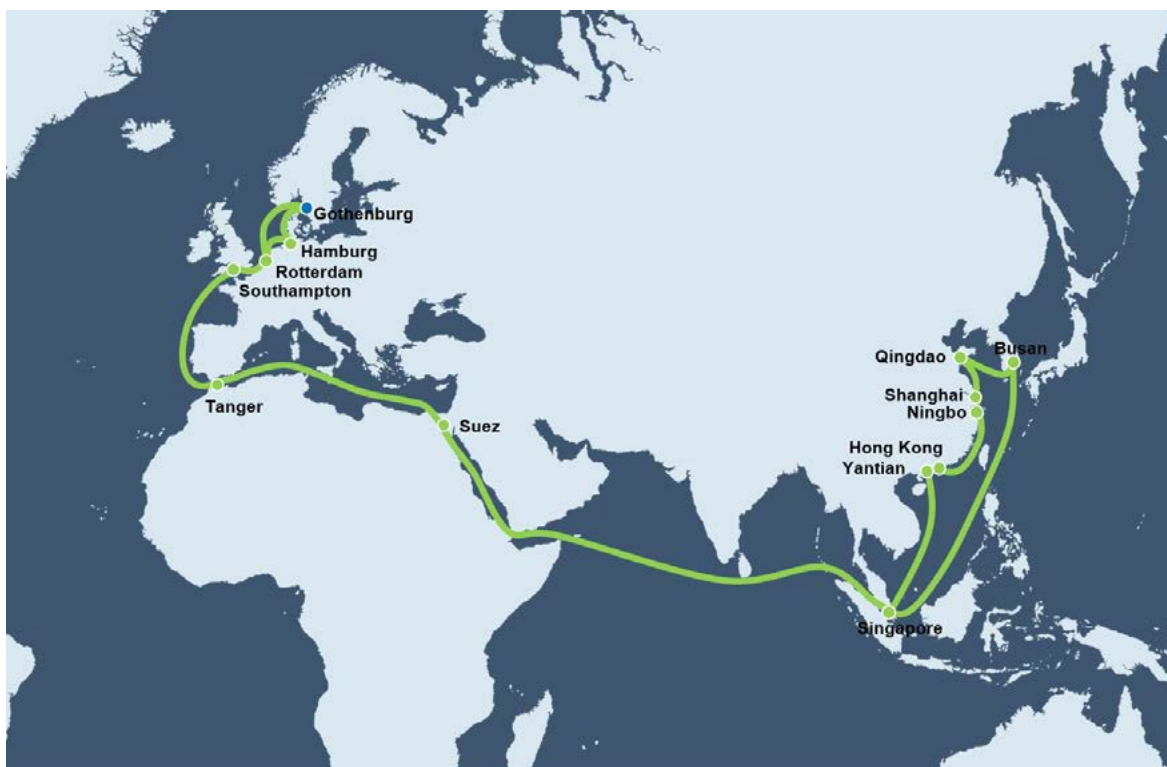 Gothenburg
Hamburg
Rotterdam
Southampton
Qingdao
Busan
Shanghai
Ningbo
Tanger
Suez
Hong Kong
Yantian
Singapore